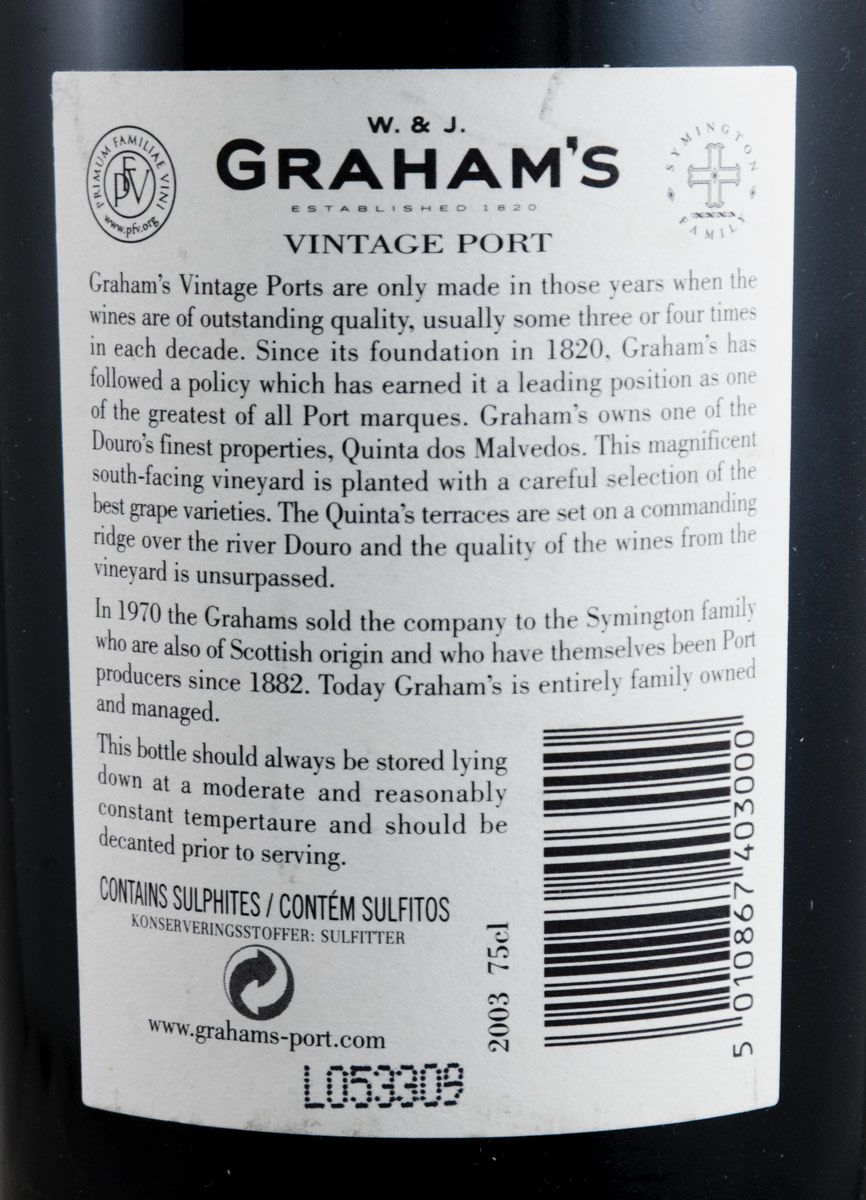 W. & J.
GRAHAM'S
ESTABLISHED 1820
VINTAGE PORT
PRIMUM FAMILIAE VINI
PFV
www.pfv.org
SYMINGTON
FAMILY
Graham's Vintage Ports are only made in those years when the
wines are of outstanding quality, usually some three or four times
in each decade. Since its foundation in 1820, Graham's has
followed a policy which has earned it a leading position as one
of the greatest of all Port marques. Graham's owns one of the
Douro's finest properties, Quinta dos Malvedos. This magnificent
south-facing vineyard is planted with a careful selection of the
best grape varieties. The Quinta's terraces are set on a commanding
ridge over the river Douro and the quality of the wines from the
vineyard is unsurpassed.
In 1970 the Grahams sold the company to the Symington family
who are also of Scottish origin and who have themselves been Port
producers since 1882. Today Graham's is entirely family owned
and managed.
This bottle should always be stored lying
down at a moderate and reasonably
constant tempertaure and should be
decanted prior to serving.
CONTAINS SULPHITES / CONTÉM SULFITOS
KONSERVERINGSSTOFFER: SULFITTER
www.grahams-port.com
2003 75cl
5 010867 403000
L053309